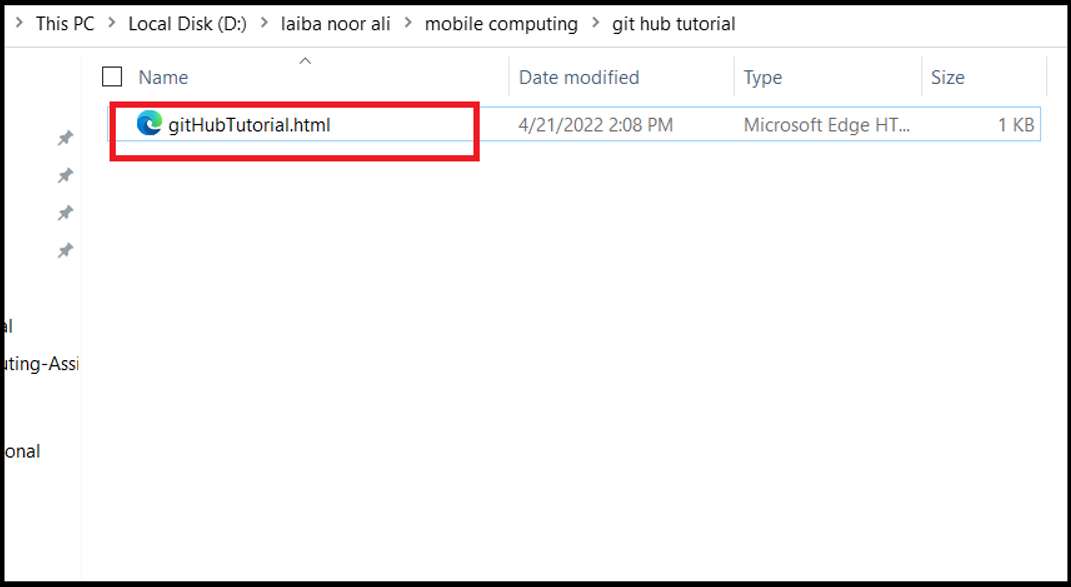 > This PC > Local Disk (D:) > laiba noor ali > mobile computing > git hub tutorial
Name Date modified Type Size
gitHubTutorial.html 4/21/2022 2:08 PM Microsoft Edge HT... 1 KB
al
uting-Assi
onal